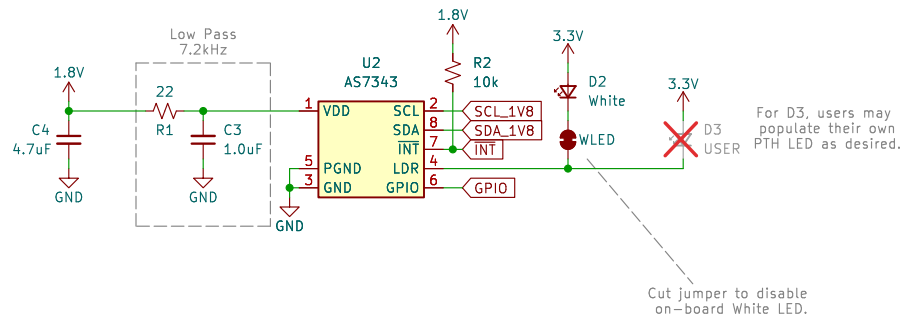 Low Pass
7.2kHz
1.8V
22
R1
C4
4.7uF
C3
1.0uF
GND
GND
U2
AS7343
1
VDD
5
PGND
3
GND
GND
SCL
2
SCL_1V8
SDA
8
SDA_1V8
INT
7
INT
LDR
4
GPIO
6
GPIO
1.8V
R2
10k
3.3V
D2
White
WLED
3.3V
D3
USER
For D3, users may
populate their own
PTH LED as desired.
Cut jumper to disable
on-board White LED.